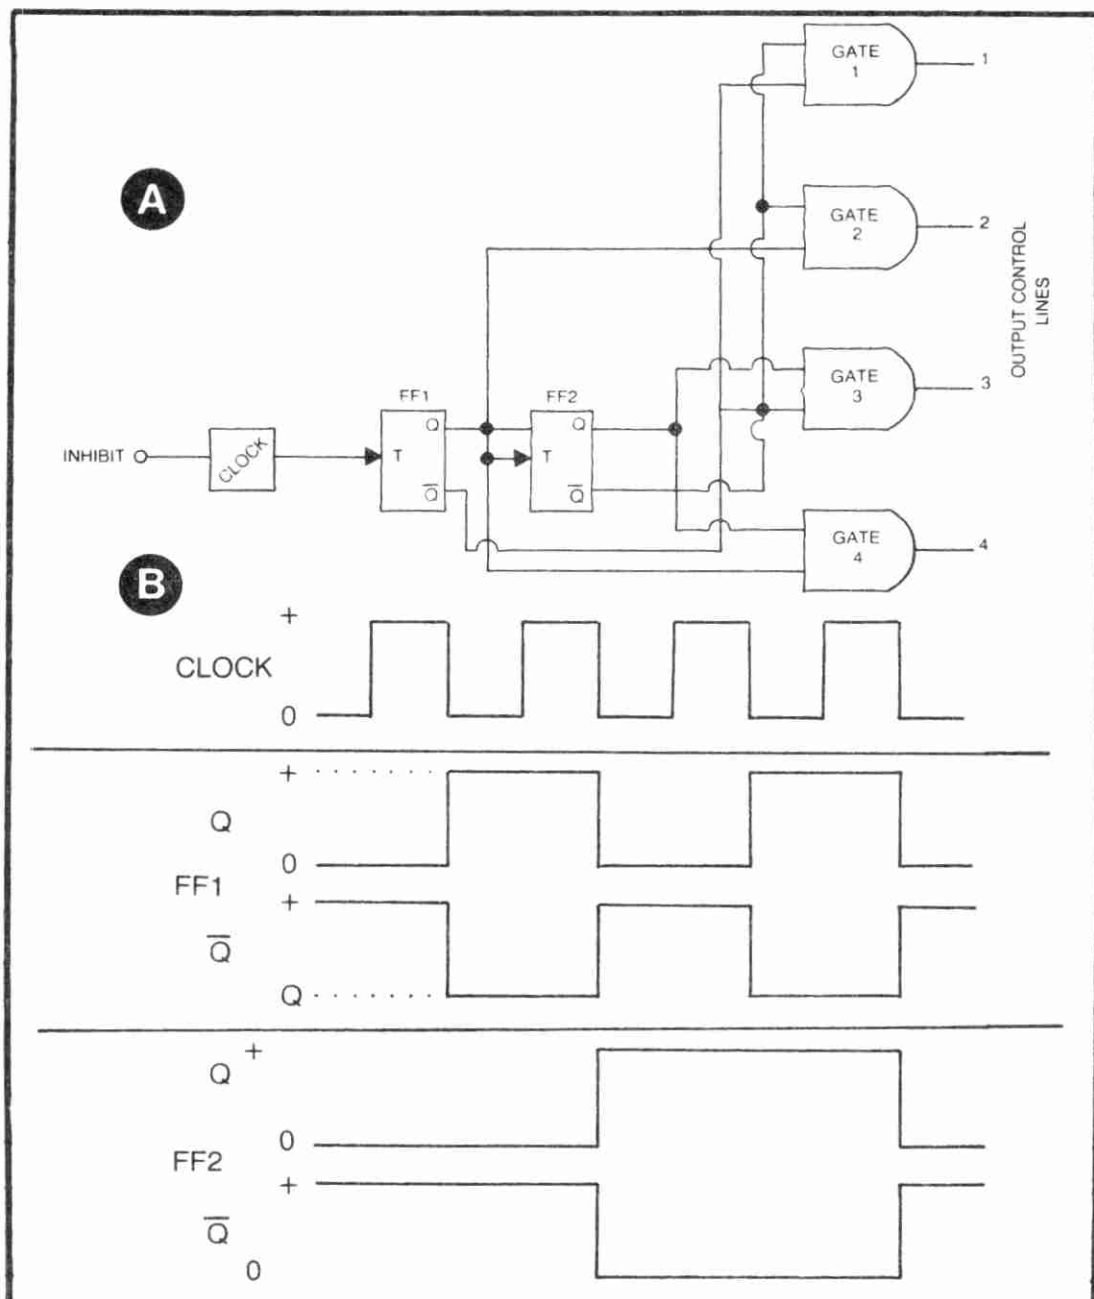 A
GATE
1
1
GATE
2
2
GATE
3
3
GATE
4
4
OUTPUT CONTROL
LINES
INHIBIT
CLOCK
FF1
T
Q
Q̅
FF2
T
Q
Q̅
B
+
CLOCK
0
+
Q
0
FF1
+
Q̅
Q
+
Q
0
FF2
+
Q̅
0